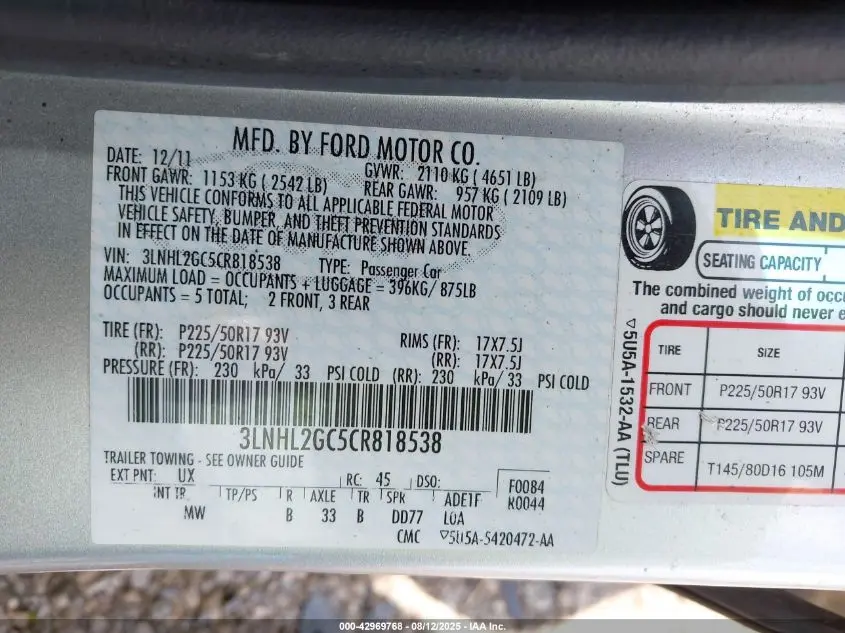 MFD. BY FORD MOTOR CO.
DATE: 12/11
GVWR: 2110 KG ( 4651 LB)
FRONT GAWR: 1153 KG ( 2542 LB)
REAR GAWR: 957 KG ( 2109 LB)
THIS VEHICLE CONFORMS TO ALL APPLICABLE FEDERAL MOTOR
VEHICLE SAFETY, BUMPER, AND THEFT PREVENTION STANDARDS
IN EFFECT ON THE DATE OF MANUFACTURE SHOWN ABOVE.
VIN: 3LNHL2GC5CR818538 TYPE: Passenger Car
MAXIMUM LOAD = OCCUPANTS + LUGGAGE = 396KG/ 875LB
OCCUPANTS = 5 TOTAL; 2 FRONT, 3 REAR
TIRE (FR): P225/50R17 93V RIMS (FR): 17X7.5J
(RR): P225/50R17 93V (RR): 17X7.5J
PRESSURE (FR): 230 kPa/ 33 PSI COLD (RR): 230 kPa/ 33 PSI COLD
3LNHL2GC5CR818538
TRAILER TOWING - SEE OWNER GUIDE
EXT PNT: UX RC: 45 DSO: F0084
INT TR TP/PS R AXLE TR SPK ADE1F R0044
MW B 33 B DD77 L0A
CMC ▽5U5A-5420472-AA
▽5U5A-1532-AA (TLU)
TIRE AND
SEATING CAPACITY
The combined weight of occu
and cargo should never e
TIRE SIZE
FRONT P225/50R17 93V
REAR P225/50R17 93V
SPARE T145/80D16 105M
000-42969768 | 08/12/2025 | © IAA Inc.